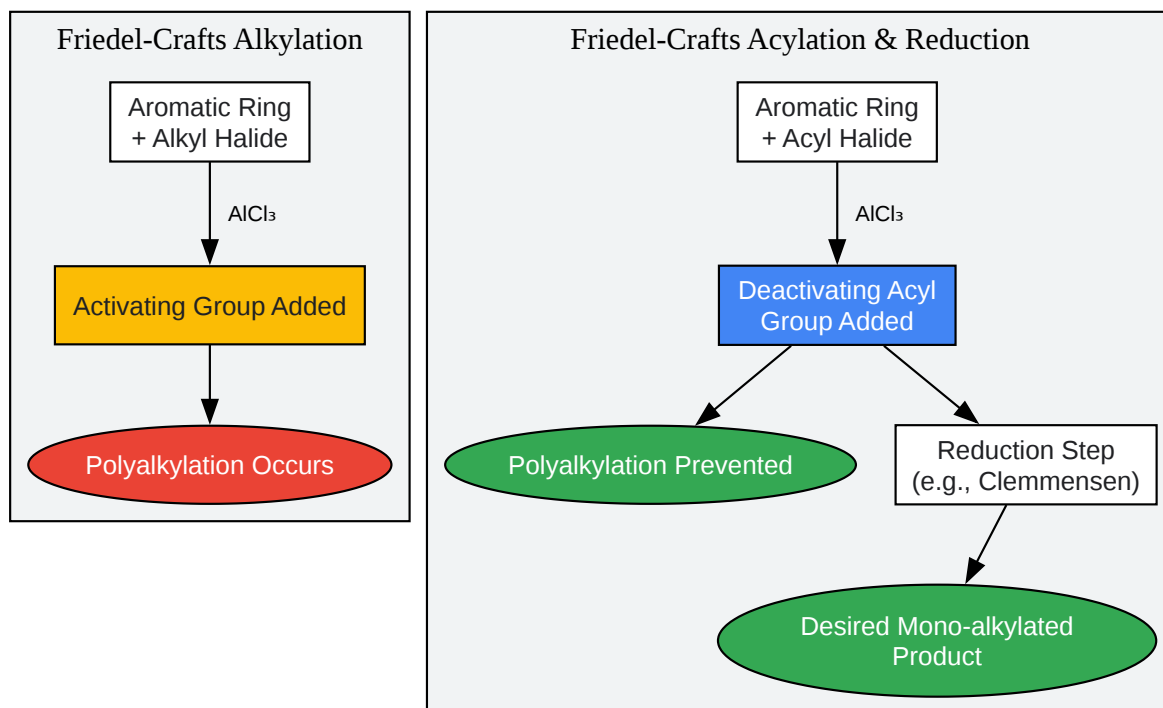 Friedel-Crafts Alkylation
Aromatic Ring
+ Alkyl Halide
AlCl₃
Activating Group Added
Polyalkylation Occurs
Friedel-Crafts Acylation & Reduction
Aromatic Ring
+ Acyl Halide
AlCl₃
Deactivating Acyl
Group Added
Polyalkylation Prevented
Reduction Step
(e.g., Clemmensen)
Desired Mono-alkylated
Product